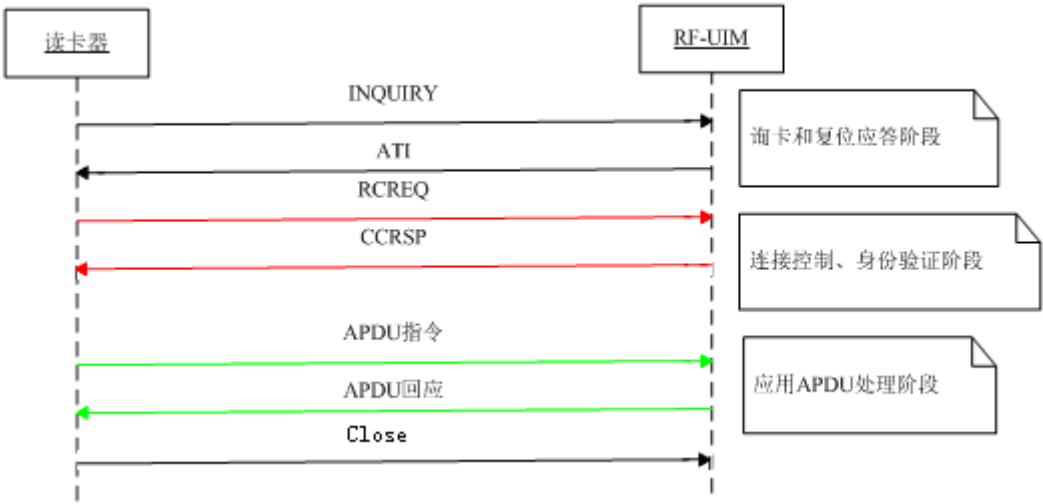 读卡器
RF-UIM
INQUIRY
询卡和复位应答阶段
ATI
RCREQ
CCRSP
连接控制、身份验证阶段
APDU指令
应用APDU处理阶段
APDU回应
Close